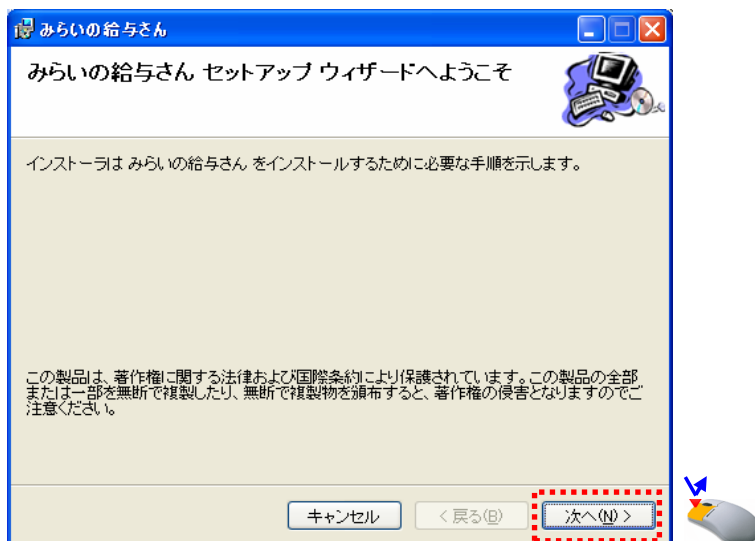 みらいの給与さん
みらいの給与さん セットアップ ウィザードへようこそ
インストーラは みらいの給与さん をインストールするために必要な手順を示します。
この製品は、著作権に関する法律および国際条約により保護されています。この製品の全部
または一部を無断で複製したり、無断で複製物を頒布すると、著作権の侵害となりますのでご
注意ください。
キャンセル
< 戻る(B)
次へ(N) >